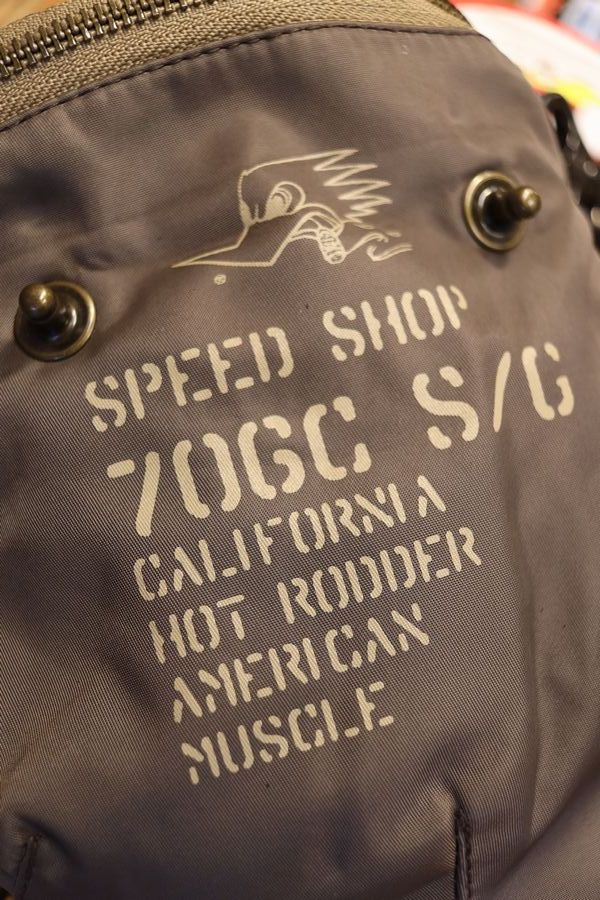 ®
SPEED SHOP
70GC S/G
CALIFORNIA
HOT RODDER
AMERICAN
MUSCLE